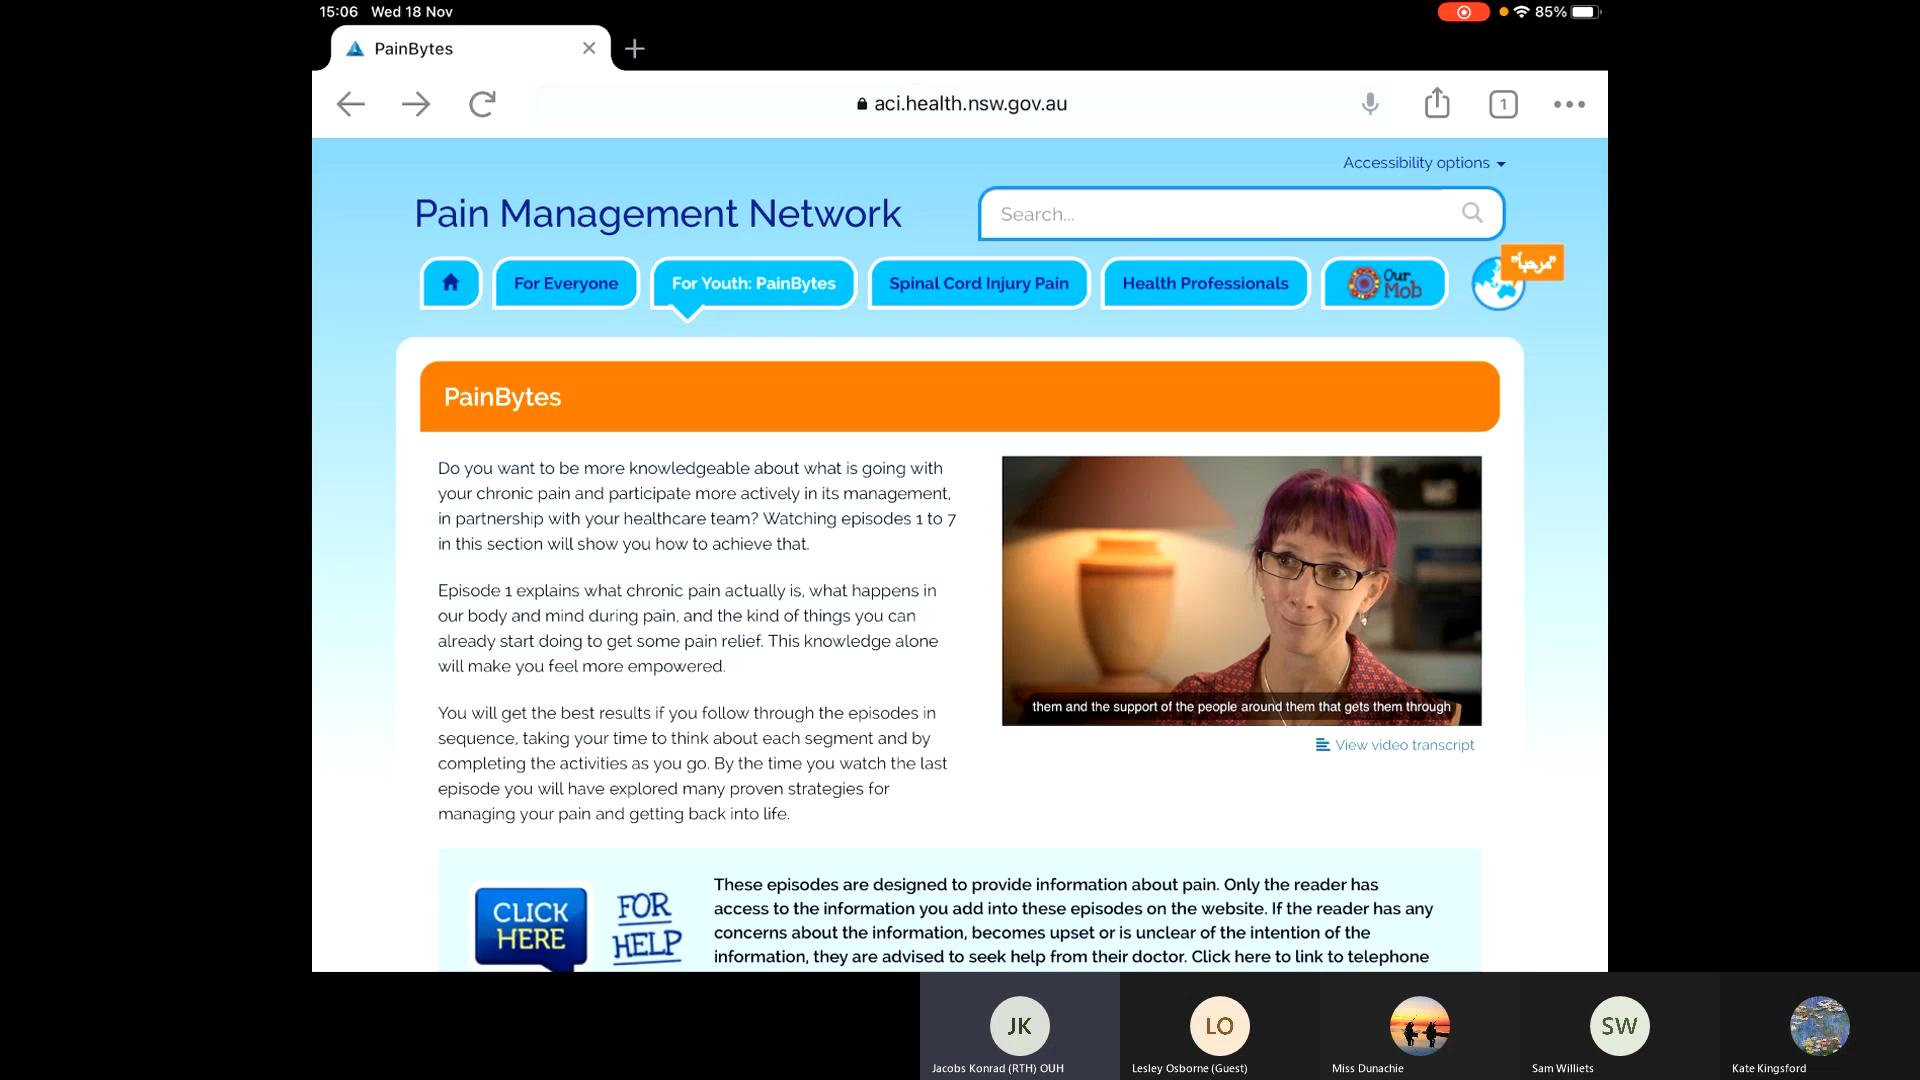 15:06 Wed 18 Nov
85%
PainBytes
aci.health.nsw.gov.au
1
Accessibility options
Pain Management Network
Search...
"مرحبا"
For Everyone
For Youth: PainBytes
Spinal Cord Injury Pain
Health Professionals
Our
Mob
PainBytes
Do you want to be more knowledgeable about what is going with
your chronic pain and participate more actively in its management,
in partnership with your healthcare team? Watching episodes 1 to 7
in this section will show you how to achieve that.
Episode 1 explains what chronic pain actually is, what happens in
our body and mind during pain, and the kind of things you can
already start doing to get some pain relief. This knowledge alone
will make you feel more empowered.
You will get the best results if you follow through the episodes in
sequence, taking your time to think about each segment and by
completing the activities as you go. By the time you watch the last
episode you will have explored many proven strategies for
managing your pain and getting back into life.
them and the support of the people around them that gets them through
View video transcript
CLICK
HERE
FOR
HELP
These episodes are designed to provide information about pain. Only the reader has
access to the information you add into these episodes on the website. If the reader has any
concerns about the information, becomes upset or is unclear of the intention of the
information, they are advised to seek help from their doctor. Click here to link to telephone
JK
LO
SW
Jacobs Konrad (RTH) OUH
Lesley Osborne (Guest)
Miss Dunachie
Sam Williets
Kate Kingsford